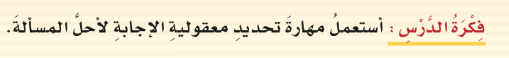 فِكْرَةُ الدَّرْسِ : أستعملُ مهارةَ تحديدِ معقوليةِ الإجابةِ لأحلَّ المسألةَ.